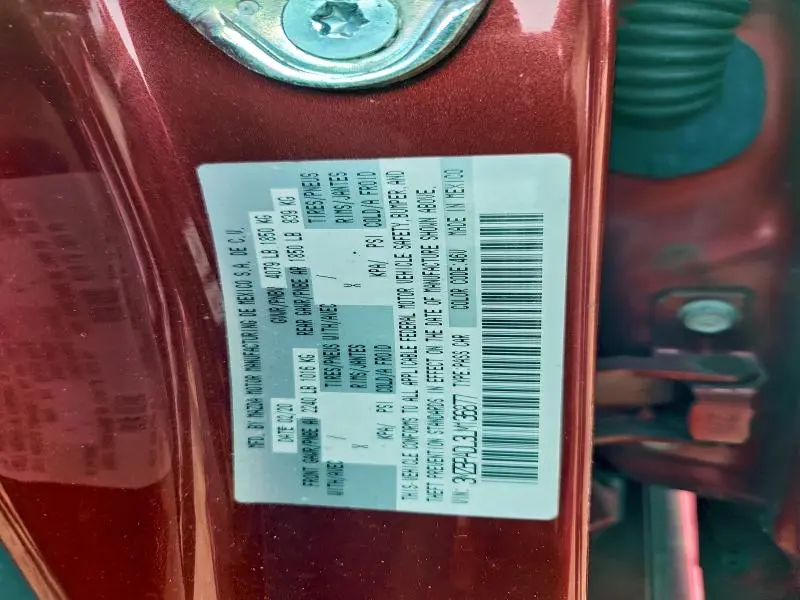 MFD. BY MAZDA MOTOR MANUFACTURING DE MEXICO S.A. DE C.V.
DATE 02/20 GVWR/PNBV 4079 LB 1850 KG
FRONT GAWR/PNBE AV 2240 LB 1016 KG REAR GAWR/PNBE AR 1850 LB 839 KG
WITH/AVEC / TIRES/PNEUS WITH/AVEC / TIRES/PNEUS
X RIMS/JANTES X RIMS/JANTES
KPA/ PSI COLD/A FROID KPA/ PSI COLD/A FROID
THIS VEHICLE CONFORMS TO ALL APPLICABLE FEDERAL MOTOR VEHICLE SAFETY, BUMPER, AND
THEFT PREVENTION STANDARDS IN EFFECT ON THE DATE OF MANUFACTURE SHOWN ABOVE.
VIN: TYPE PASS CAR COLOR CODE:46V MADE IN MEXICO